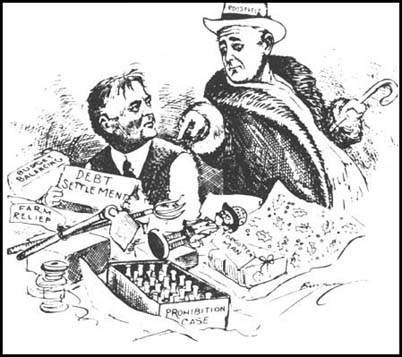 ROOSEVELT
BUDGET
BALANCING
DEBT
SETTLEMENT
FARM
RELIEF
PROHIBITION
CASE